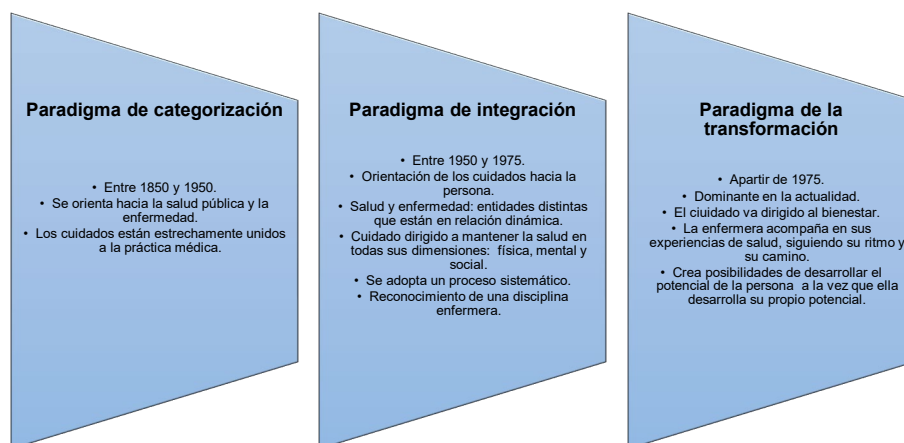 Paradigma de categorización
• Entre 1850 y 1950.
• Se orienta hacia la salud pública y la
enfermedad.
• Los cuidados están estrechamente unidos
a la práctica médica.
Paradigma de integración
• Entre 1950 y 1975.
• Orientación de los cuidados hacia la
persona.
• Salud y enfermedad: entidades distintas
que están en relación dinámica.
• Cuidado dirigido a mantener la salud en
todas sus dimensiones: física, mental y
social.
• Se adopta un proceso sistemático.
• Reconocimiento de una disciplina
enfermera.
Paradigma de la
transformación
• Apartir de 1975.
• Dominante en la actualidad.
• El ciuidado va dirigido al bienestar.
• La enfermera acompaña en sus
experiencias de salud, siguiendo su ritmo y
su camino.
• Crea posibilidades de desarrollar el
potencial de la persona a la vez que ella
desarrolla su propio potencial.